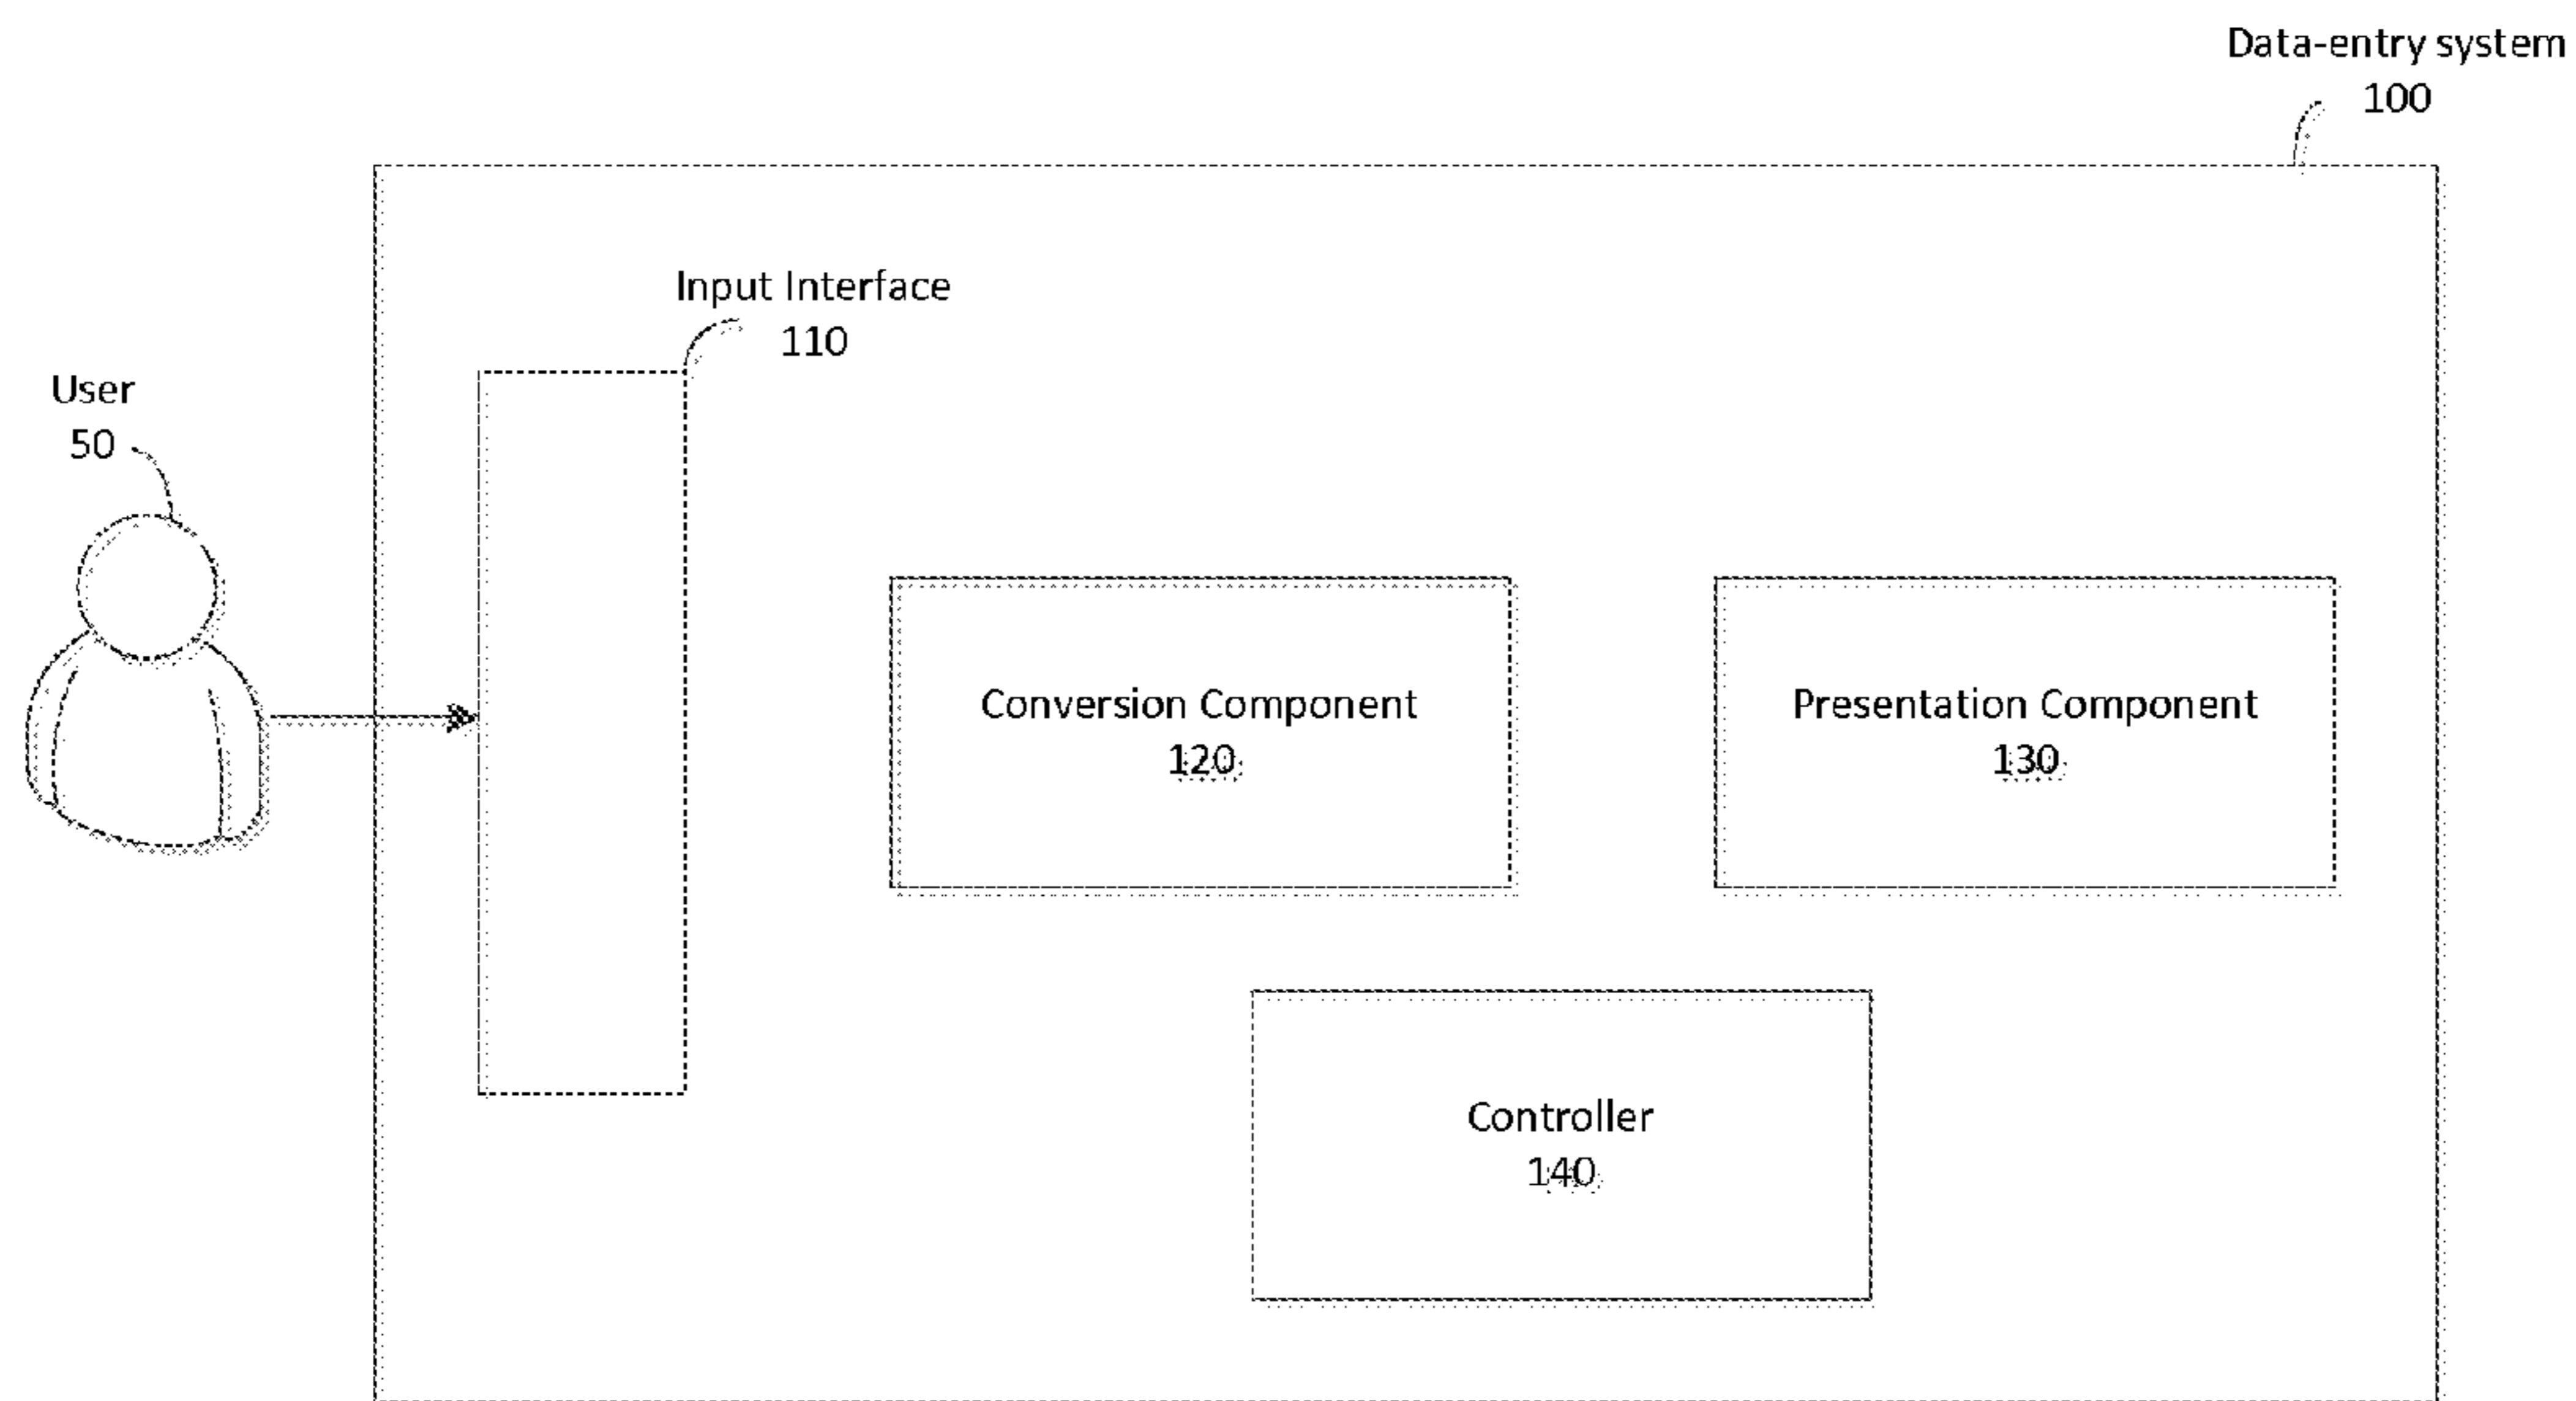 Data-entry system
100
Input Interface
110
User
50
Conversion Component
120
Presentation Component
130
Controller
140